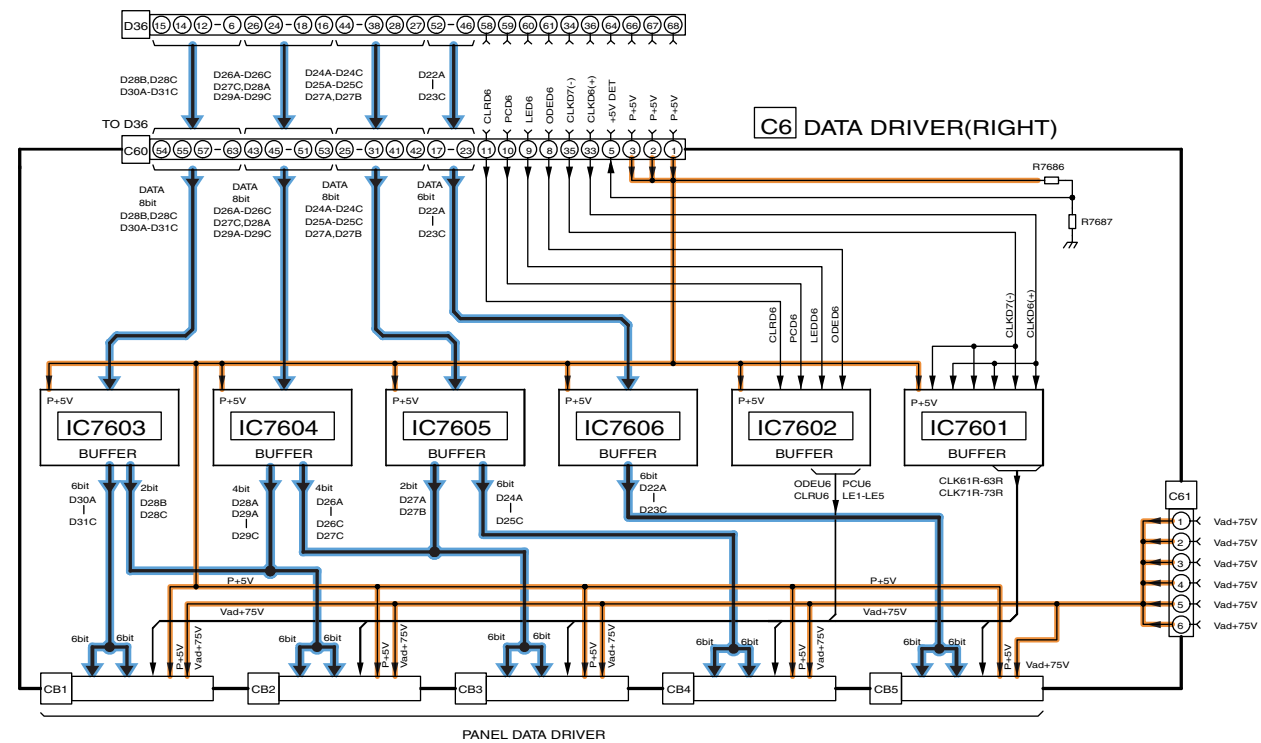 D36 15 14 12 - 6 26 24 - 18 16 44 - 38 28 27 52 - 46 58 59 60 61 34 36 64 66 67 68
D28B,D28C
D30A-D31C
D26A-D26C
D27C,D28A
D29A-D29C
D24A-D24C
D25A-D25C
D27A,D27B
D22A
D23C
CLRD6
PCD6
LED6
ODED6
CLKD7(-)
CLKD6(+)
+5V DET
P+5V
P+5V
P+5V
TO D36
C6 DATA DRIVER(RIGHT)
C60 54 55 57 - 63 43 45 - 51 53 25 - 31 41 42 17 - 23 11 10 9 8 35 33 5 3 2 1
R7686
R7687
DATA
8bit
D28B,D28C
D30A-D31C
DATA
8bit
D26A-D26C
D27C,D28A
D29A-D29C
DATA
8bit
D24A-D24C
D25A-D25C
D27A,D27B
DATA
6bit
D22A
D23C
CLRD6
PCD6
LEDD6
ODED6
CLKD7(-)
CLKD6(+)
P+5V
IC7603
BUFFER
P+5V
IC7604
BUFFER
P+5V
IC7605
BUFFER
P+5V
IC7606
BUFFER
P+5V
IC7602
BUFFER
P+5V
IC7601
BUFFER
6bit
D30A
D31C
2bit
D28B
D28C
4bit
D28A
D29A
D29C
4bit
D26A
D26C
D27C
2bit
D27A
D27B
6bit
D24A
D25C
6bit
D22A
D23C
ODEU6 PCU6
CLRU6 LE1-LE5
CLK61R-63R
CLK71R-73R
C61
1 Vad+75V
2 Vad+75V
3 Vad+75V
4 Vad+75V
5 Vad+75V
6 Vad+75V
P+5V
P+5V
Vad+75V
Vad+75V
6bit 6bit
P+5V
Vad+75V
6bit 6bit
P+5V
Vad+75V
6bit 6bit
P+5V
Vad+75V
6bit 6bit
P+5V
Vad+75V
6bit 6bit
P+5V
Vad+75V
CB1
CB2
CB3
CB4
CB5
PANEL DATA DRIVER